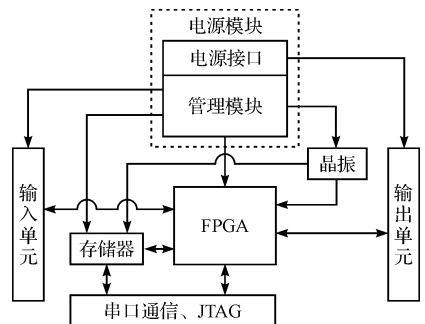 电源模块
电源接口
管理模块
晶振
输入单元
FPGA
输出单元
存储器
串口通信、JTAG